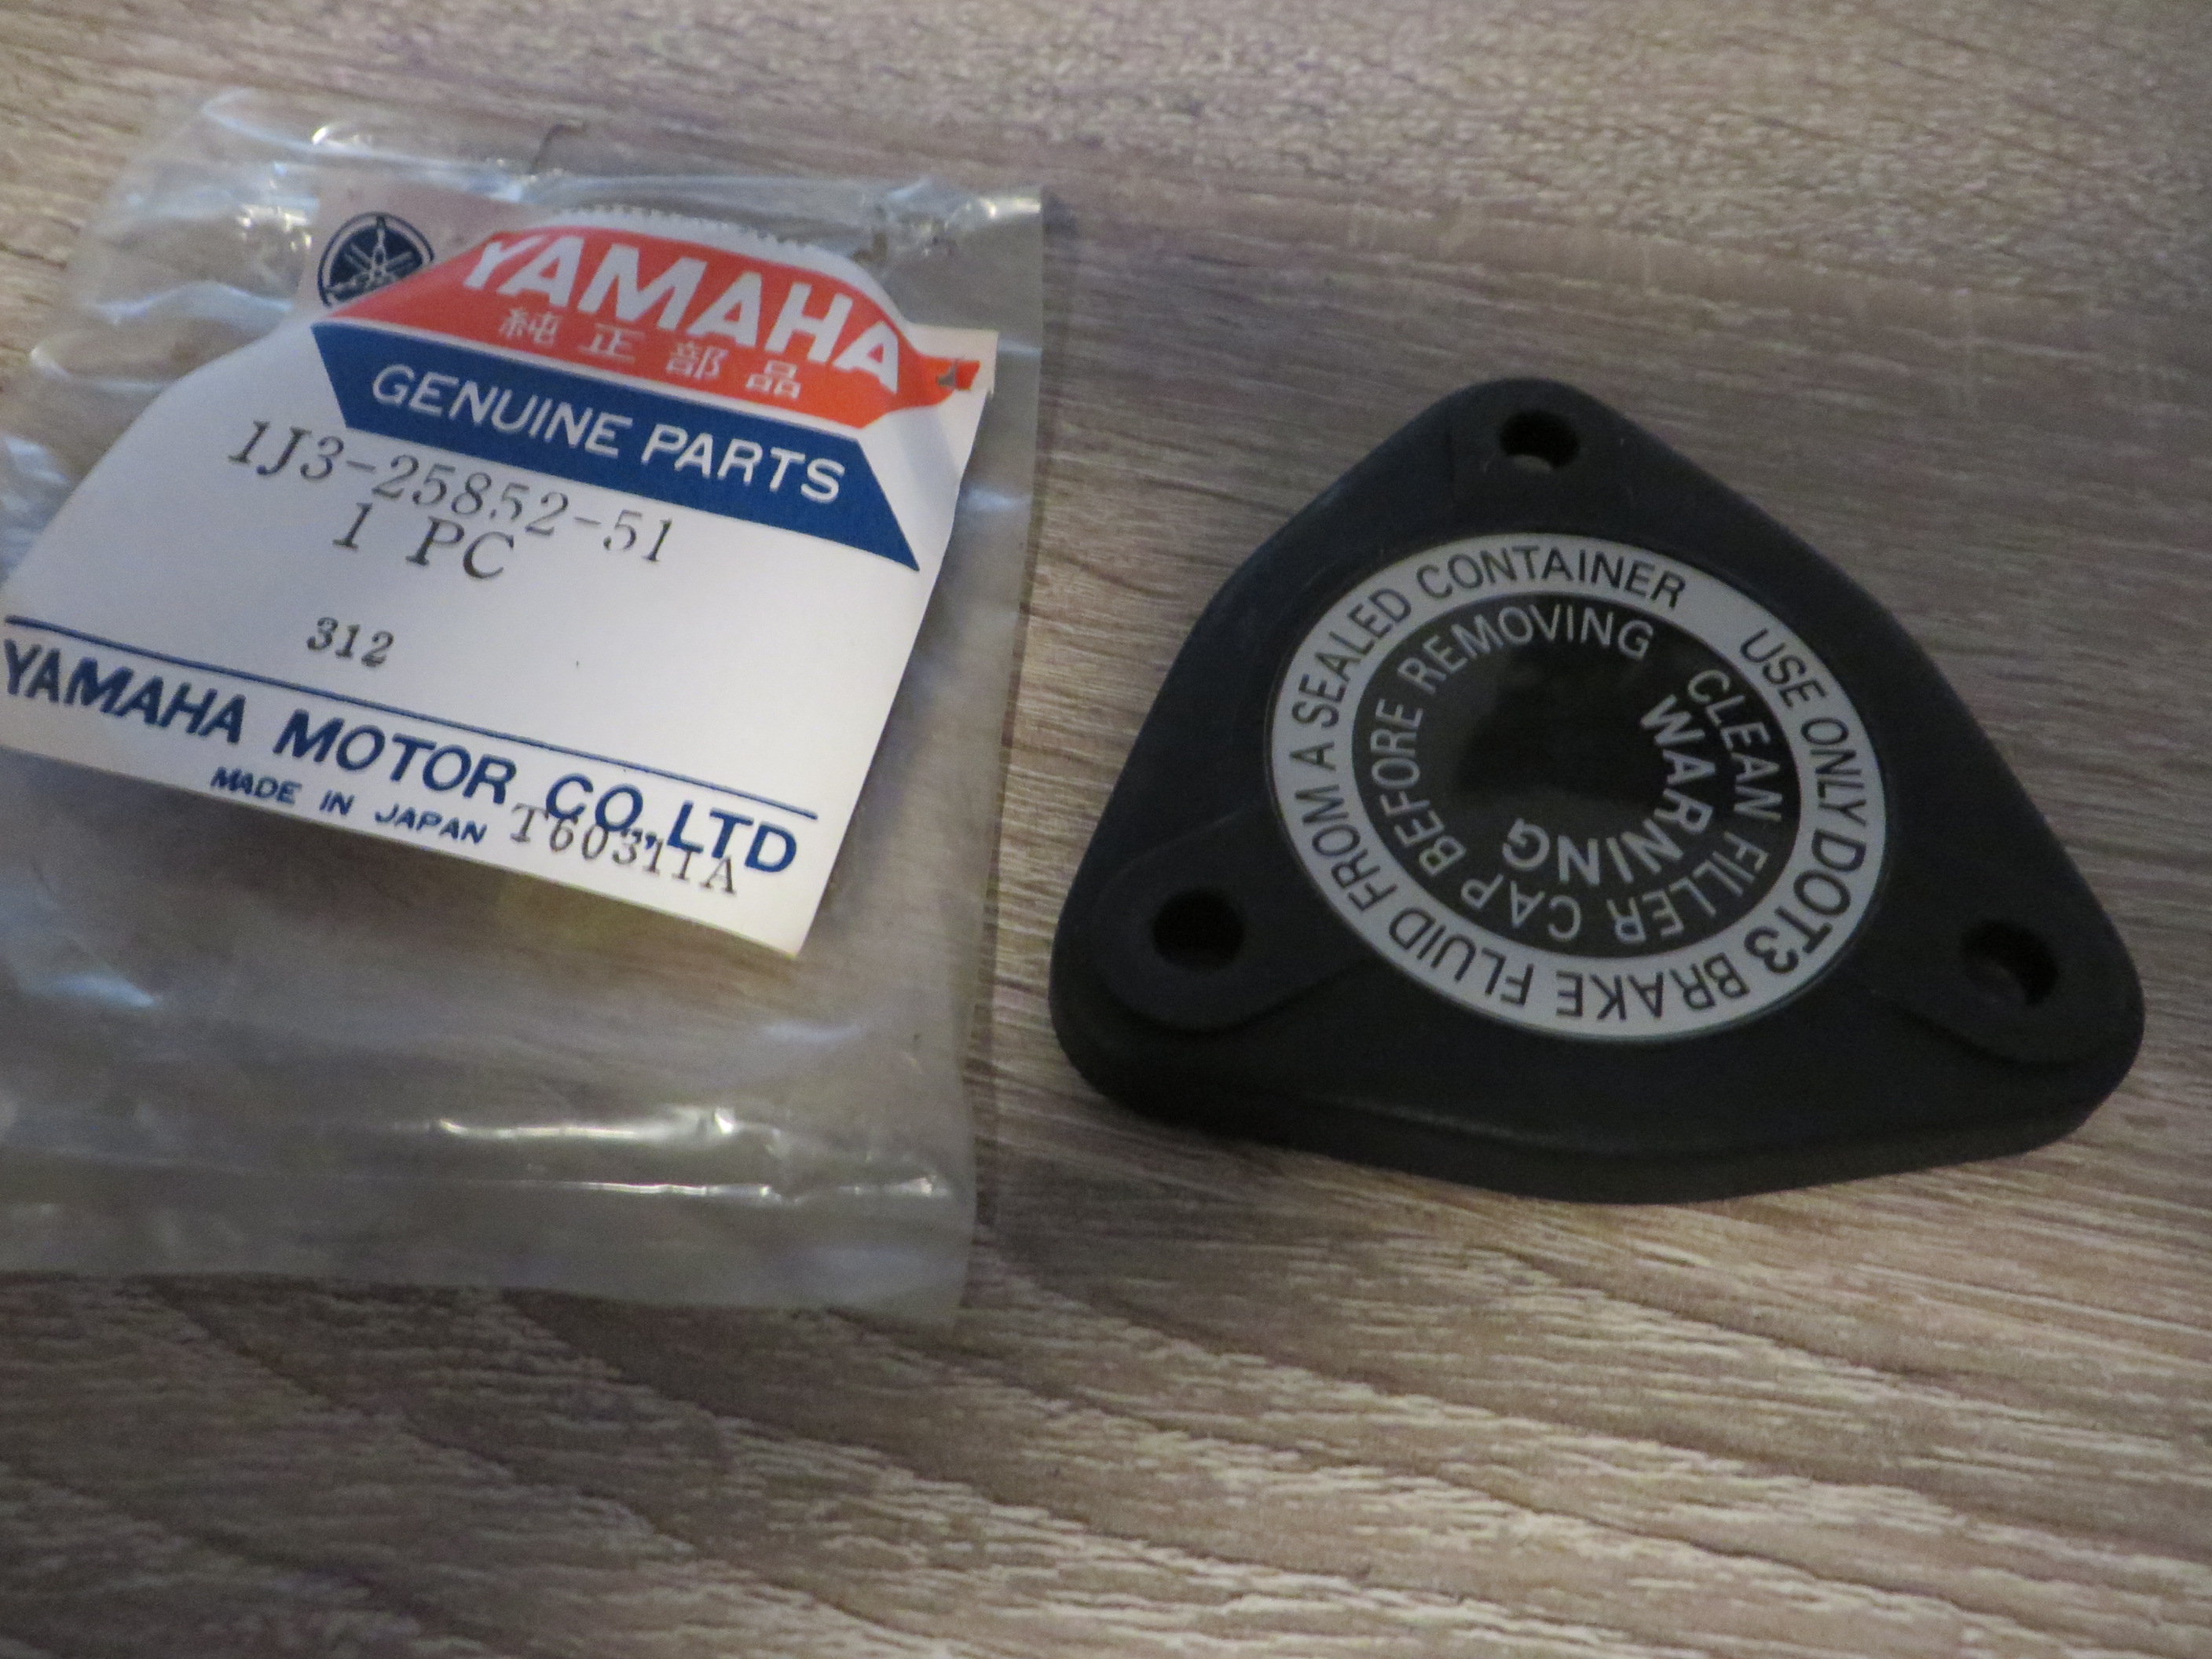 YAMAHA
純正部品
GENUINE PARTS
1J3-25852-51
1 PC
312
YAMAHA MOTOR CO.,LTD
MADE IN JAPAN T60311A
WARNING
CLEAN FILLER CAP BEFORE REMOVING
USE ONLY DOT3 BRAKE FLUID FROM A SEALED CONTAINER